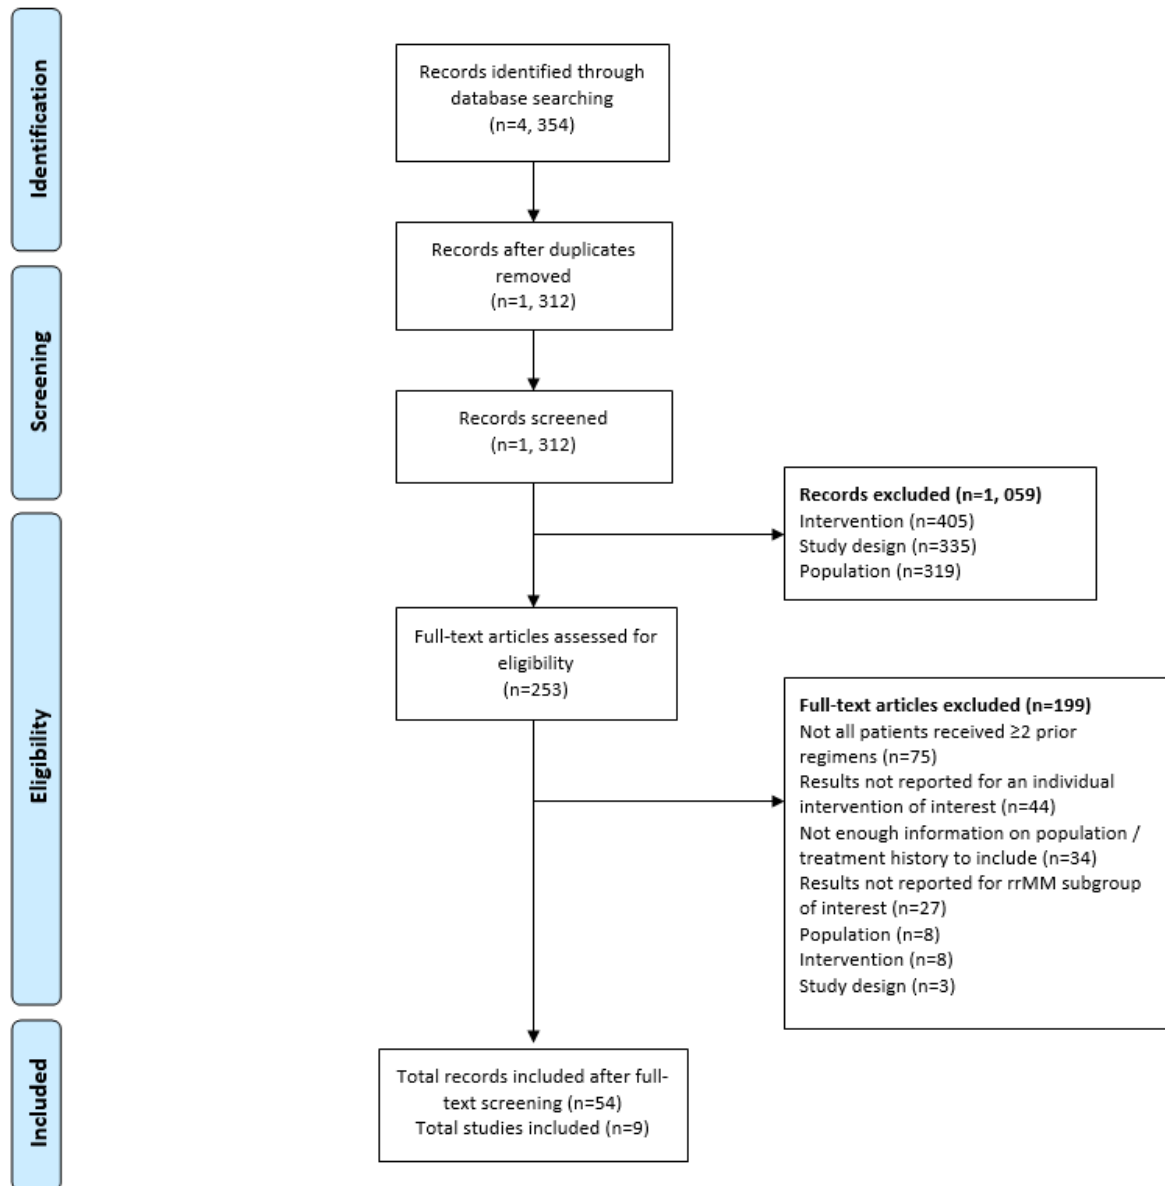 Identification
Records identified through
database searching
(n=4, 354)
Records after duplicates
removed
(n=1, 312)
Screening
Records screened
(n=1, 312)
Records excluded (n=1, 059)
Intervention (n=405)
Study design (n=335)
Population (n=319)
Eligibility
Full-text articles assessed for
eligibility
(n=253)
Full-text articles excluded (n=199)
Not all patients received ≥2 prior
regimens (n=75)
Results not reported for an individual
intervention of interest (n=44)
Not enough information on population /
treatment history to include (n=34)
Results not reported for rrMM subgroup
of interest (n=27)
Population (n=8)
Intervention (n=8)
Study design (n=3)
Included
Total records included after full-
text screening (n=54)
Total studies included (n=9)